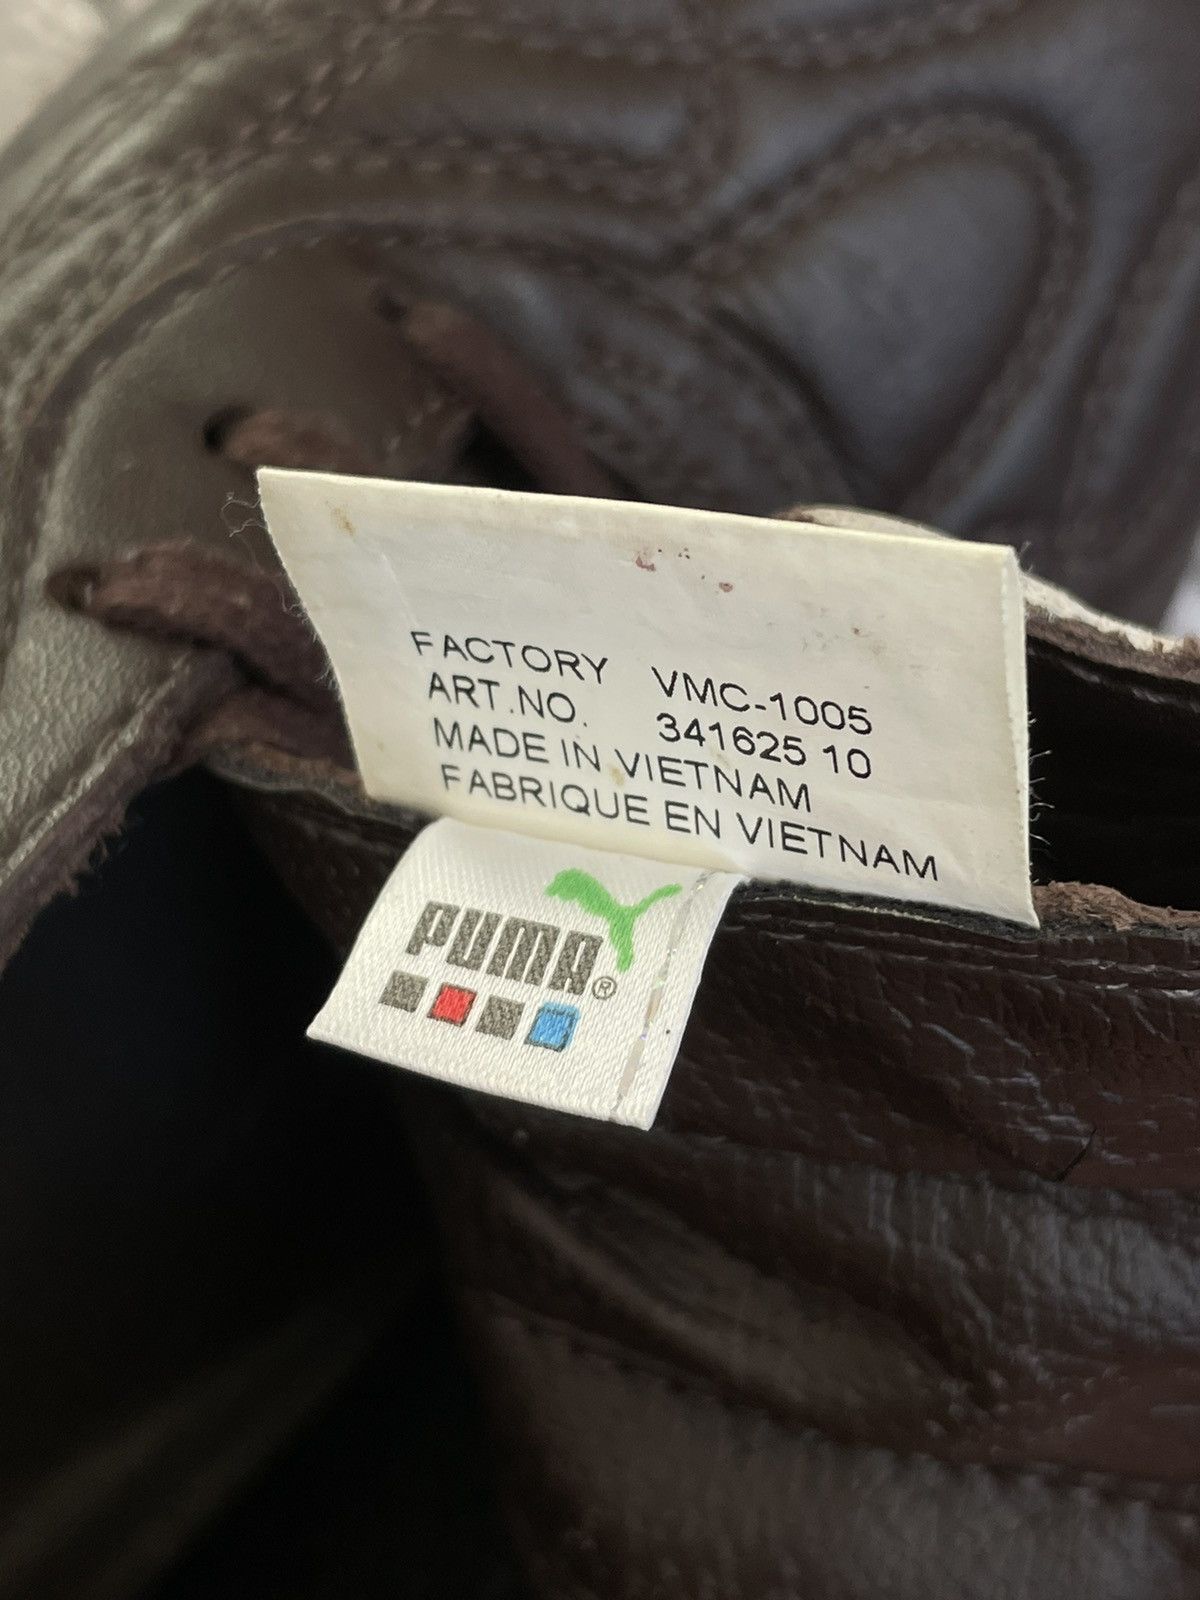 FACTORY VMC-1005
ART.NO. 341625 10
MADE IN VIETNAM
FABRIQUE EN VIETNAM
PUMA®